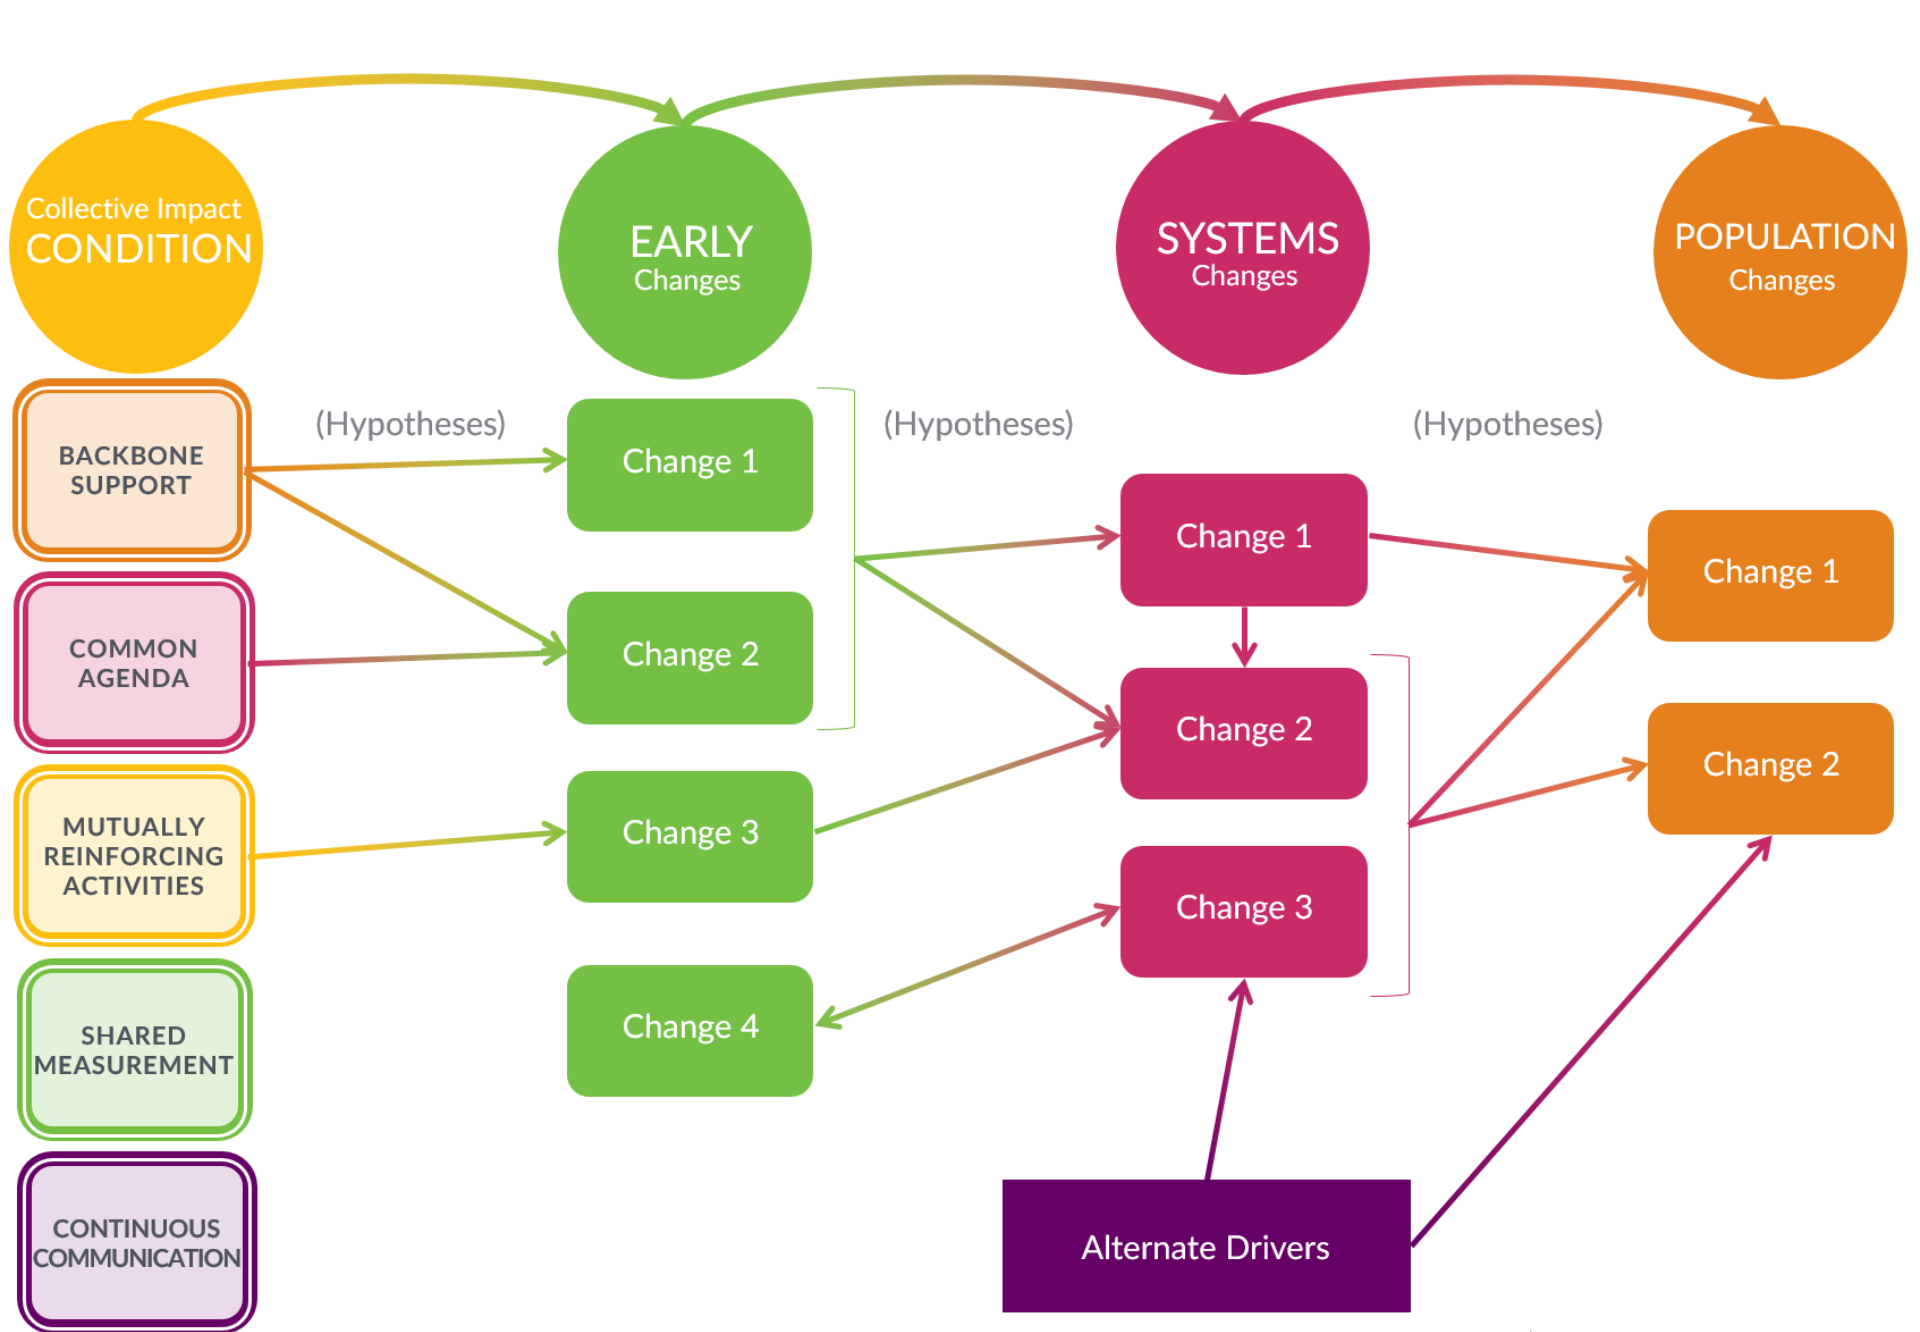 Collective Impact
CONDITION
EARLY
Changes
SYSTEMS
Changes
POPULATION
Changes
BACKBONE
SUPPORT
COMMON
AGENDA
MUTUALLY
REINFORCING
ACTIVITIES
SHARED
MEASUREMENT
CONTINUOUS
COMMUNICATION
(Hypotheses)
Change 1
Change 2
Change 3
Change 4
(Hypotheses)
Change 1
Change 2
Change 3
Alternate Drivers
(Hypotheses)
Change 1
Change 2